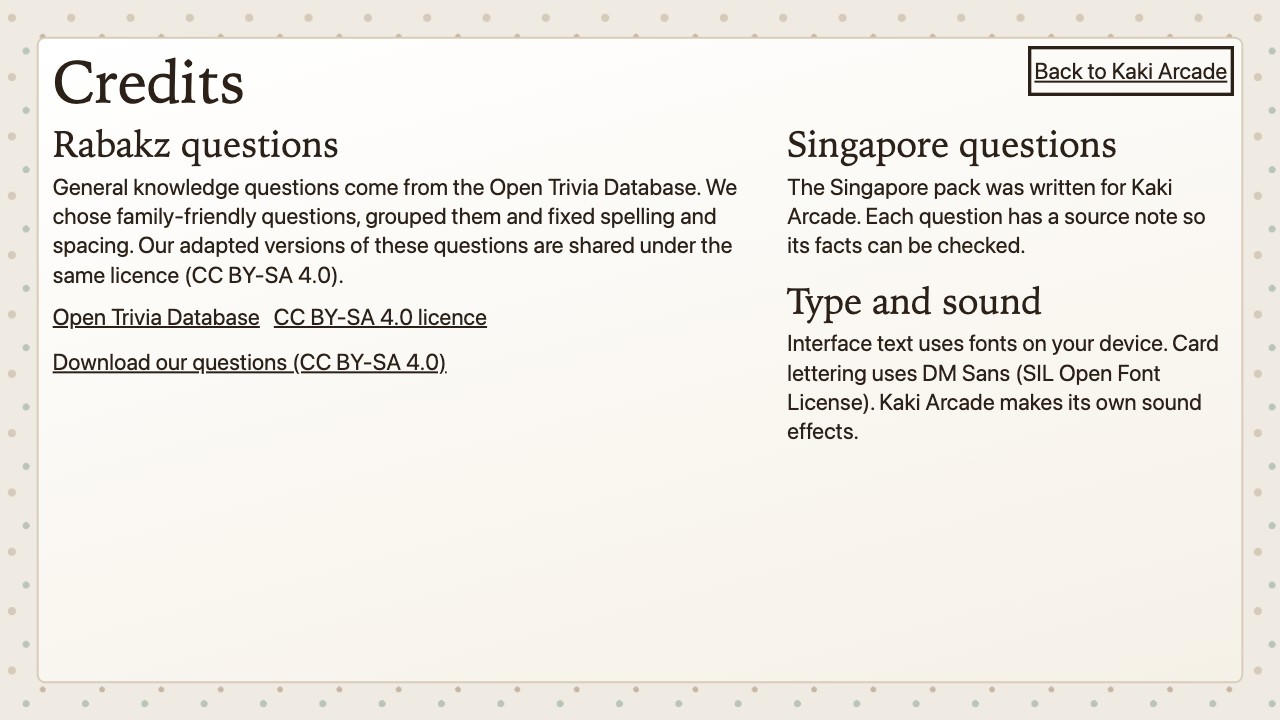 Credits
Back to Kaki Arcade
Rabakz questions
General knowledge questions come from the Open Trivia Database. We
chose family-friendly questions, grouped them and fixed spelling and
spacing. Our adapted versions of these questions are shared under the
same licence (CC BY-SA 4.0).
Open Trivia Database CC BY-SA 4.0 licence
Download our questions (CC BY-SA 4.0)
Singapore questions
The Singapore pack was written for Kaki
Arcade. Each question has a source note so
its facts can be checked.
Type and sound
Interface text uses fonts on your device. Card
lettering uses DM Sans (SIL Open Font
License). Kaki Arcade makes its own sound
effects.